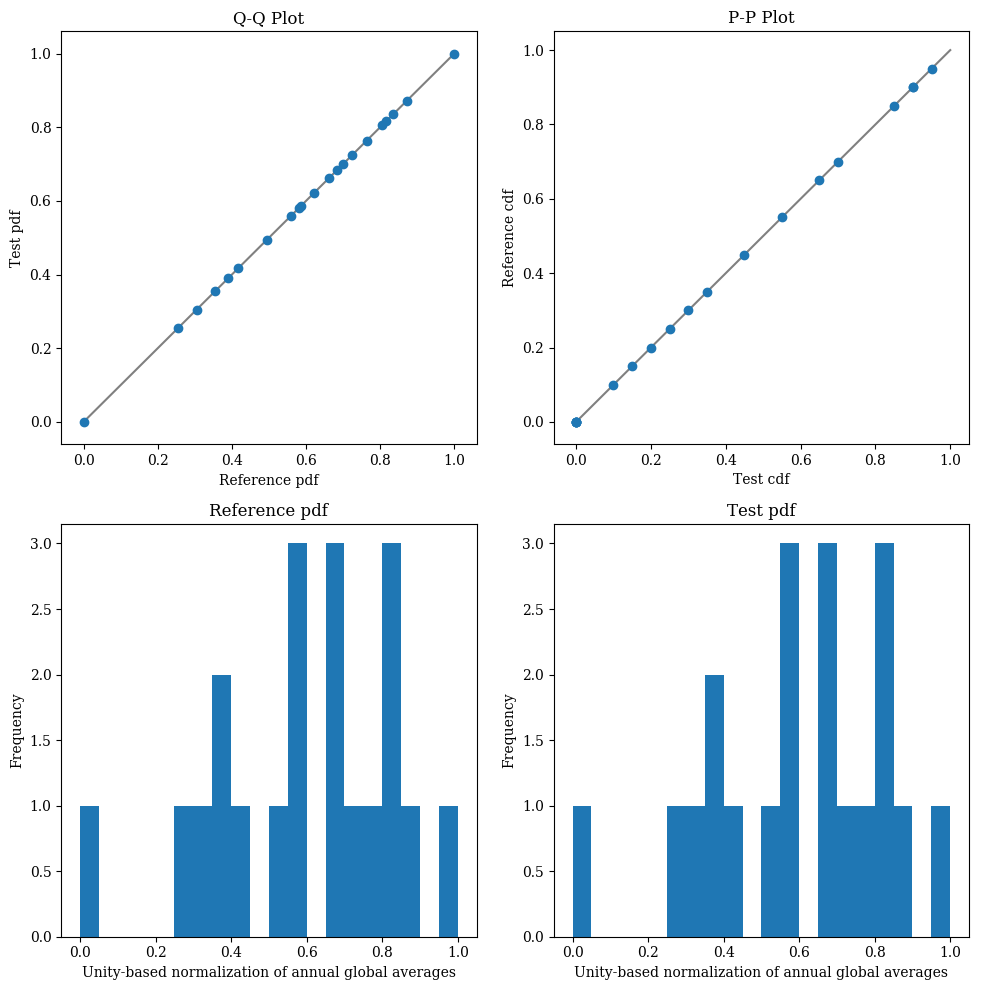 Q-Q Plot
1.0
0.8
0.6
0.4
0.2
0.0
Test pdf
0.0 0.2 0.4 0.6 0.8 1.0
Reference pdf
P-P Plot
1.0
0.8
0.6
0.4
0.2
0.0
Reference cdf
0.0 0.2 0.4 0.6 0.8 1.0
Test cdf
Reference pdf
3.0
2.5
2.0
1.5
1.0
0.5
0.0
Frequency
0.0 0.2 0.4 0.6 0.8 1.0
Unity-based normalization of annual global averages
Test pdf
3.0
2.5
2.0
1.5
1.0
0.5
0.0
Frequency
0.0 0.2 0.4 0.6 0.8 1.0
Unity-based normalization of annual global averages